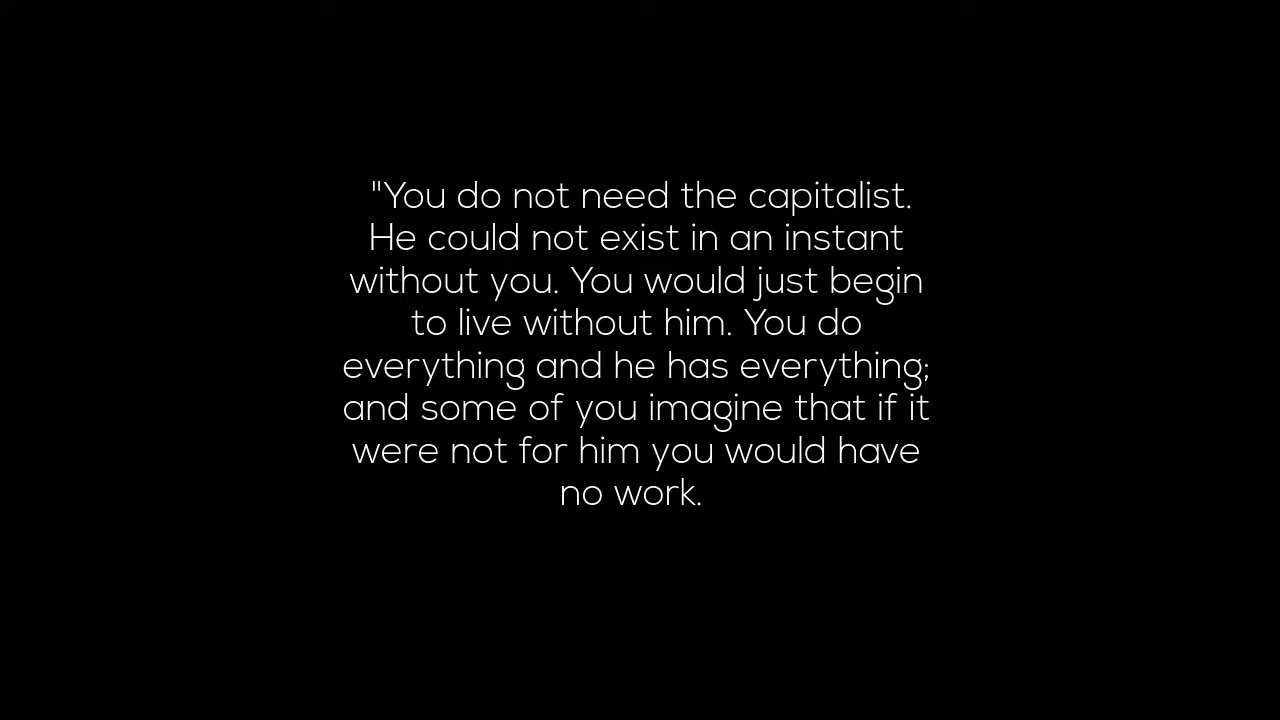 "You do not need the capitalist.
He could not exist in an instant
without you. You would just begin
to live without him. You do
everything and he has everything;
and some of you imagine that if it
were not for him you would have
no work.